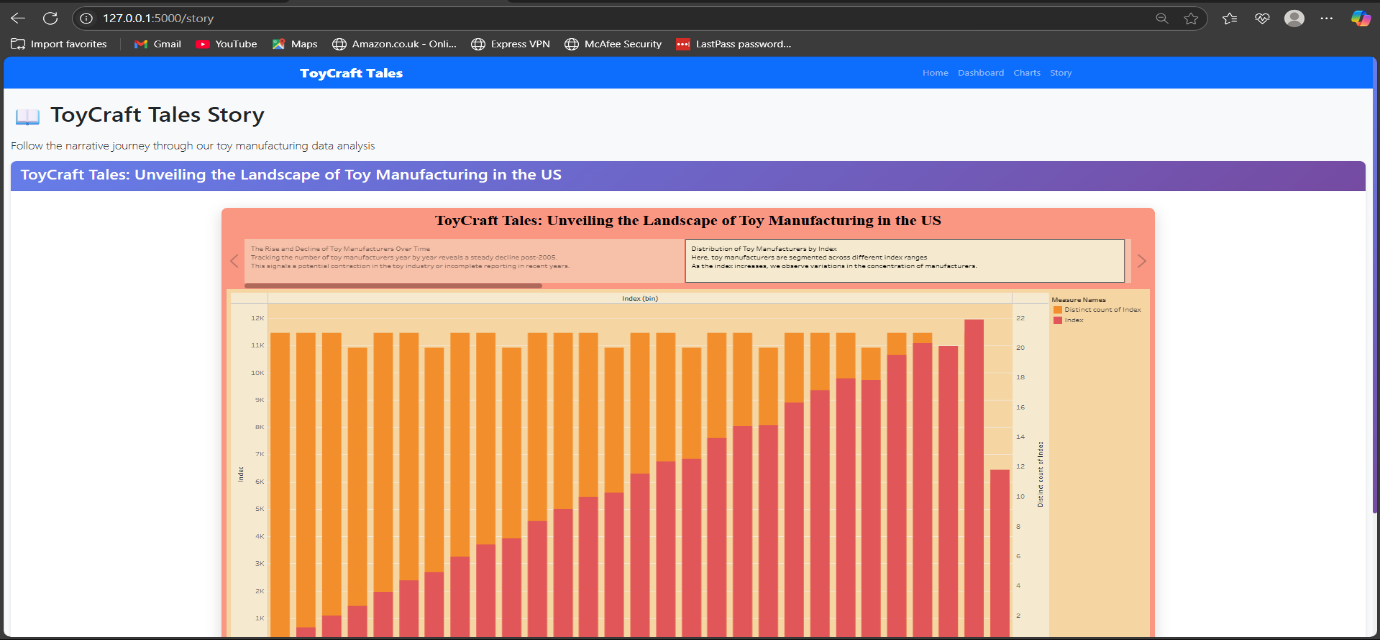 127.0.0.1:5000/story
Import favorites
Gmail
YouTube
Maps
Amazon.co.uk - Onli...
Express VPN
McAfee Security
LastPass password...
ToyCraft Tales
Home
Dashboard
Charts
Story
ToyCraft Tales Story
Follow the narrative journey through our toy manufacturing data analysis
ToyCraft Tales: Unveiling the Landscape of Toy Manufacturing in the US
ToyCraft Tales: Unveiling the Landscape of Toy Manufacturing in the US
The Rise and Decline of Toy Manufacturers Over Time
Tracking the number of toy manufacturers year by year reveals a steady decline post-2005.
This signals a potential contraction in the toy industry or incomplete reporting in recent years.
Distribution of Toy Manufacturers by Index
Here, toy manufacturers are segmented across different index ranges
As the index increases, we observe variations in the concentration of manufacturers.
Index (bin)
Measure Names
Distinct count of Index
Index
12K
11K
10K
9K
8K
7K
6K
5K
4K
3K
2K
1K
Index
22
20
18
16
14
12
10
8
6
4
2
Distinct count of Index